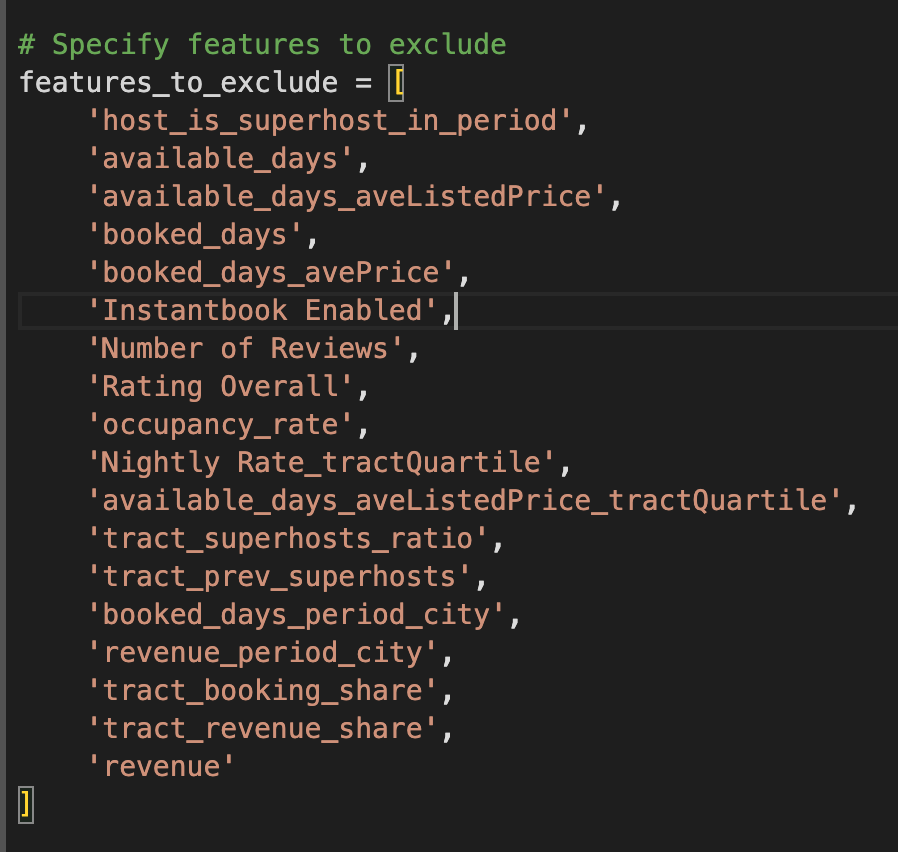 # Specify features to exclude
features_to_exclude = [
    'host_is_superhost_in_period',
    'available_days',
    'available_days_aveListedPrice',
    'booked_days',
    'booked_days_avePrice',
    'Instantbook Enabled',
    'Number of Reviews',
    'Rating Overall',
    'occupancy_rate',
    'Nightly Rate_tractQuartile',
    'available_days_aveListedPrice_tractQuartile',
    'tract_superhosts_ratio',
    'tract_prev_superhosts',
    'booked_days_period_city',
    'revenue_period_city',
    'tract_booking_share',
    'tract_revenue_share',
    'revenue'
]